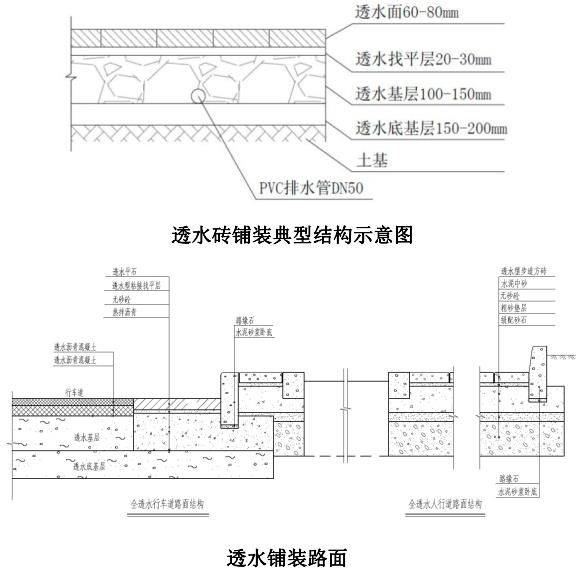 透水面60-80mm
透水找平层20-30mm
透水基层100-150mm
透水底基层150-200mm
土基
PVC排水管DN50
透水砖铺装典型结构示意图
透水平石
透水型粘接找平层
无砂砼
热拌沥青
路缘石
水泥砂浆卧底
透水沥青混凝土
透水沥青混凝土
行车道
透水基层
透水底基层
全透水行车道路面结构
透水型步道方砖
水泥中砂
无砂砼
粗砂垫层
级配砂石
路缘石
水泥砂浆卧底
全透水人行道路面结构
透水铺装路面